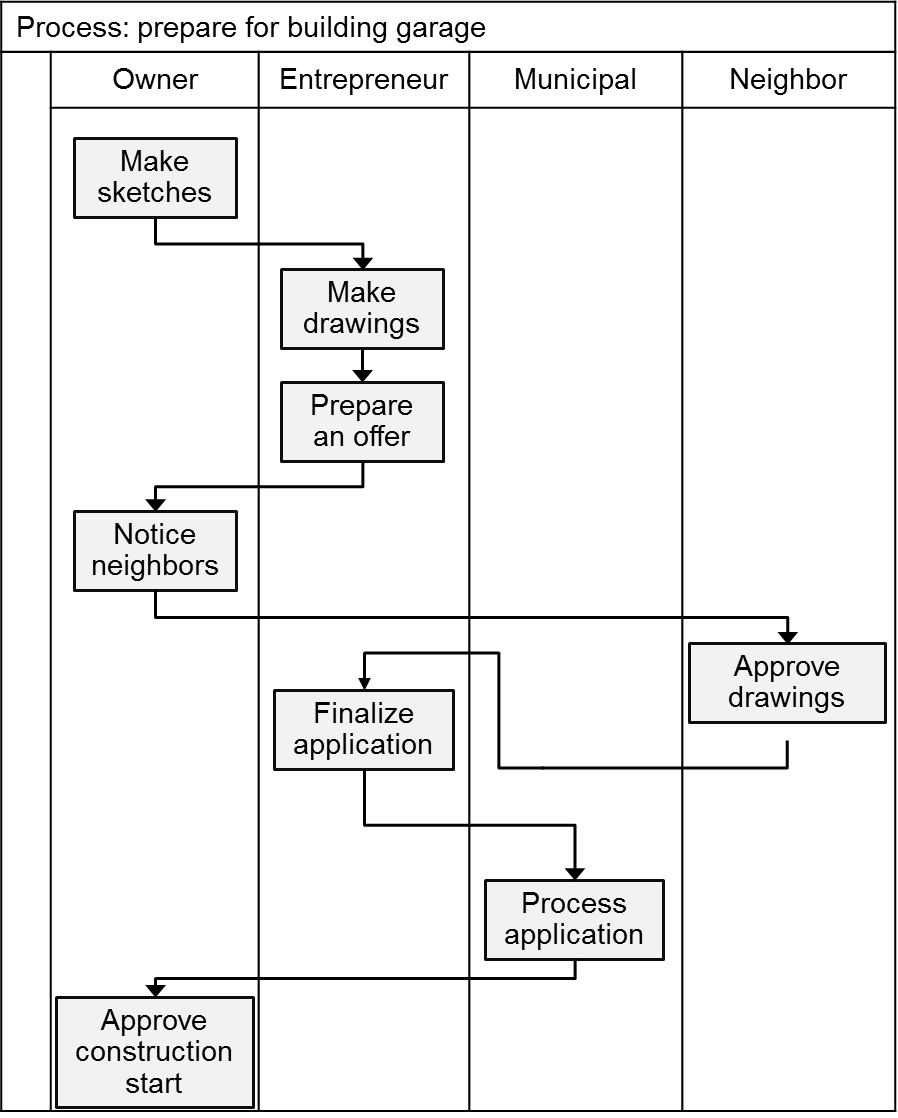 Process: prepare for building garage
Owner
Entrepreneur
Municipal
Neighbor
Make
sketches
Make
drawings
Prepare
an offer
Notice
neighbors
Approve
drawings
Finalize
application
Process
application
Approve
construction
start